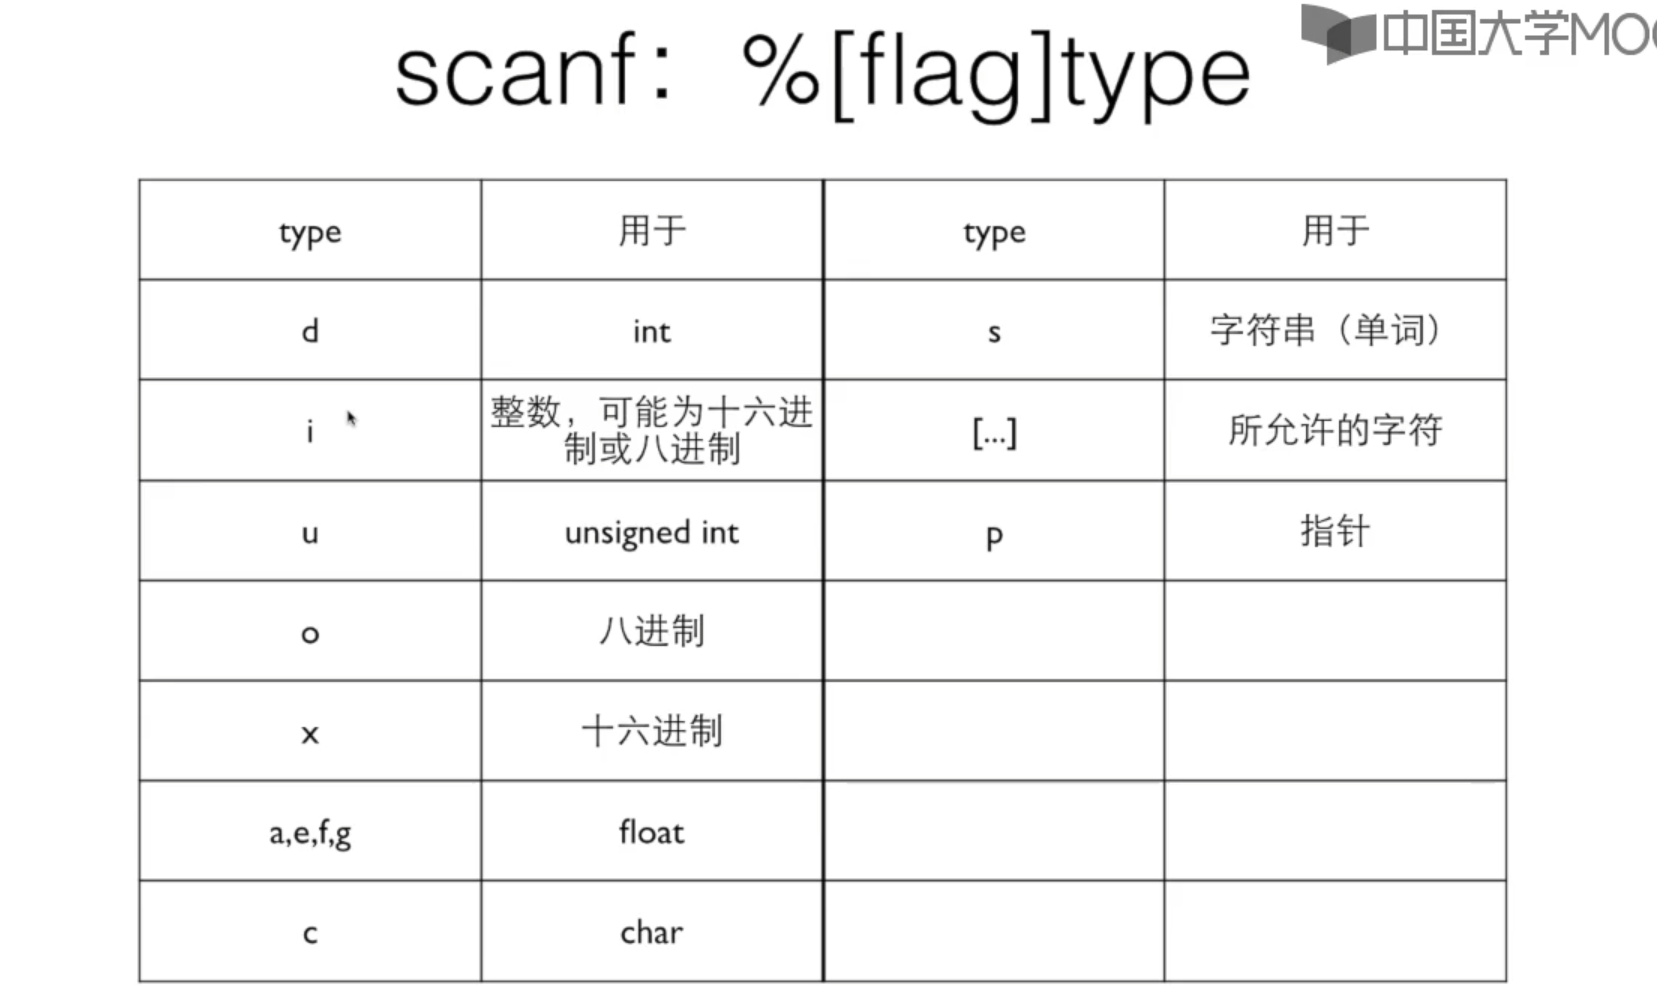 中国大学MOO
scanf: %[flag]type
type 用于 type 用于
d int s 字符串（单词）
i 整数，可能为十六进
制或八进制 [...] 所允许的字符
u unsigned int p 指针
o 八进制
x 十六进制
a,e,f,g float
c char